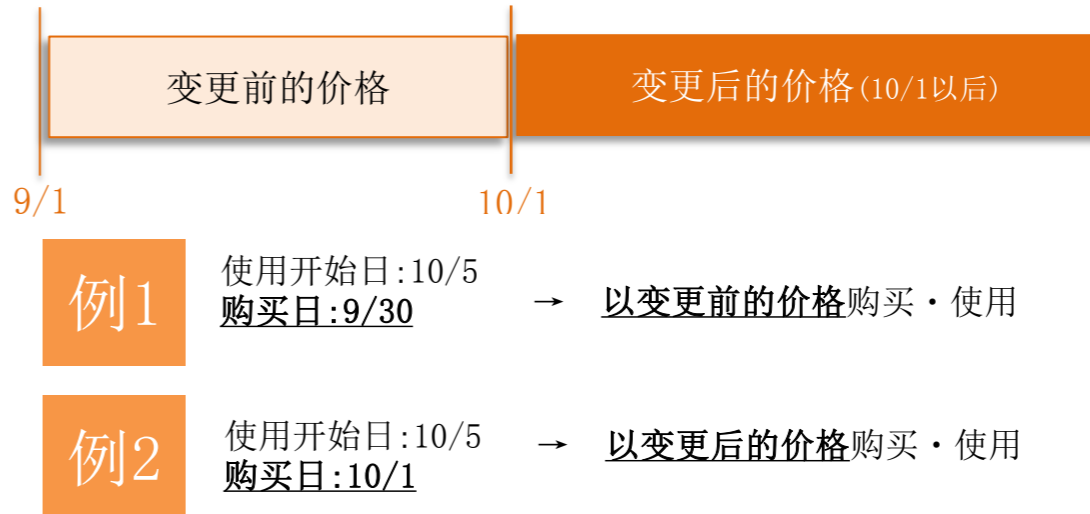 变更前的价格
变更后的价格(10/1以后)
9/1
10/1
例1
使用开始日:10/5
购买日:9/30
→ 以变更前的价格购买・使用
例2
使用开始日:10/5
购买日:10/1
→ 以变更后的价格购买・使用